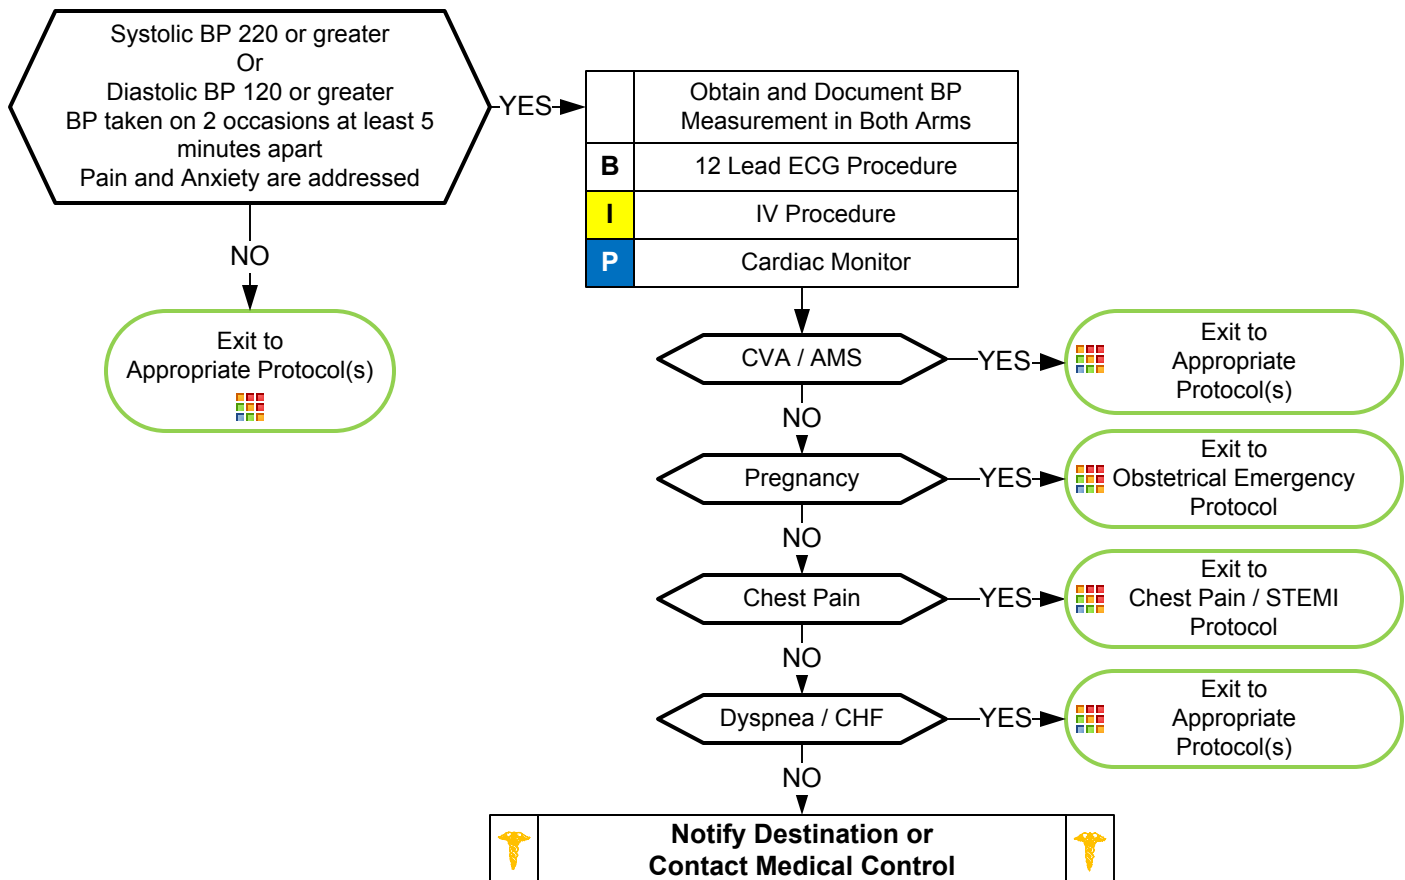 Systolic BP 220 or greater
Or
Diastolic BP 120 or greater
BP taken on 2 occasions at least 5
minutes apart
Pain and Anxiety are addressed
YES
NO
Exit to
Appropriate Protocol(s)
Obtain and Document BP
Measurement in Both Arms
B 12 Lead ECG Procedure
I IV Procedure
P Cardiac Monitor
CVA / AMS
YES
Exit to
Appropriate
Protocol(s)
NO
Pregnancy
YES
Exit to
Obstetrical Emergency
Protocol
NO
Chest Pain
YES
Exit to
Chest Pain / STEMI
Protocol
NO
Dyspnea / CHF
YES
Exit to
Appropriate
Protocol(s)
NO
Notify Destination or
Contact Medical Control